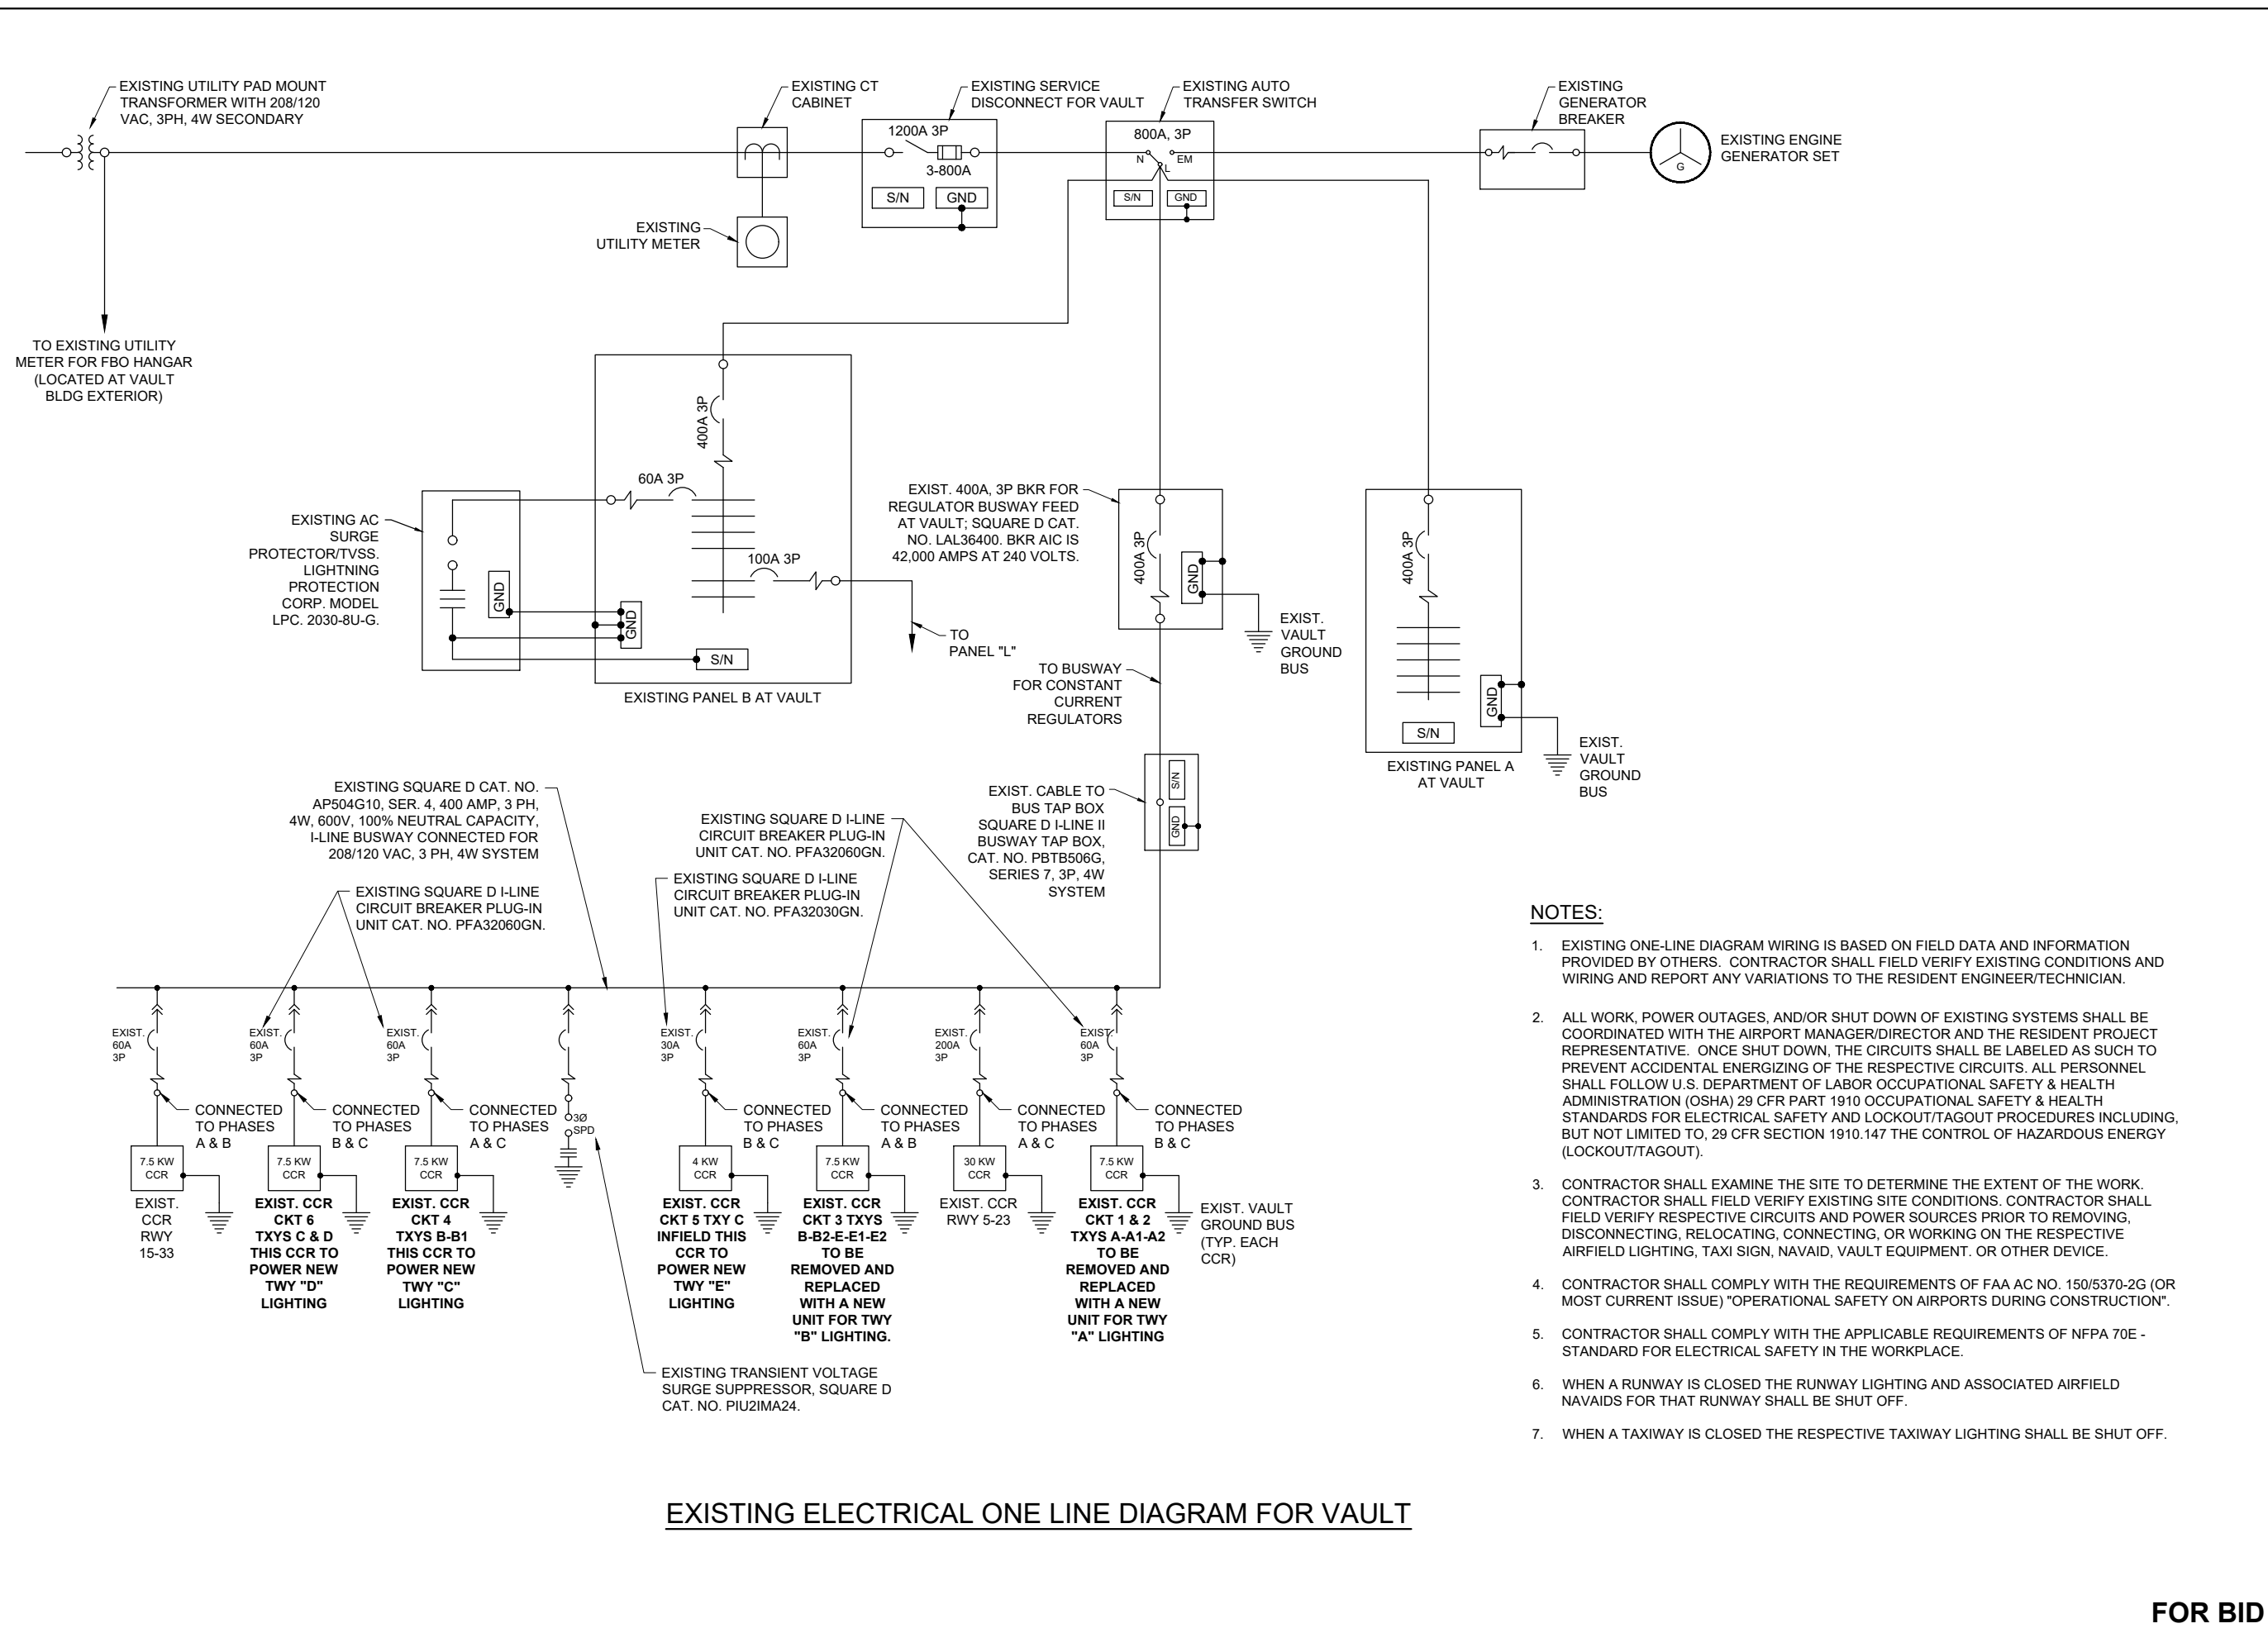 EXISTING UTILITY PAD MOUNT
TRANSFORMER WITH 208/120
VAC, 3PH, 4W SECONDARY
EXISTING CT
CABINET
EXISTING SERVICE
DISCONNECT FOR VAULT
EXISTING AUTO
TRANSFER SWITCH
EXISTING
GENERATOR
BREAKER
EXISTING ENGINE
GENERATOR SET
G
1200A 3P
3-800A
S/N
GND
800A, 3P
N
EM
L
S/N
GND
EXISTING
UTILITY METER
TO EXISTING UTILITY
METER FOR FBO HANGAR
(LOCATED AT VAULT
BLDG EXTERIOR)
400A 3P
60A 3P
100A 3P
EXISTING AC
SURGE
PROTECTOR/TVSS.
LIGHTNING
PROTECTION
CORP. MODEL
LPC. 2030-8U-G.
GND
GND
S/N
TO
PANEL "L"
EXISTING PANEL B AT VAULT
EXIST. 400A, 3P BKR FOR
REGULATOR BUSWAY FEED
AT VAULT; SQUARE D CAT.
NO. LAL36400. BKR AIC IS
42,000 AMPS AT 240 VOLTS.
400A 3P
GND
EXIST.
VAULT
GROUND
BUS
TO BUSWAY
FOR CONSTANT
CURRENT
REGULATORS
400A 3P
GND
S/N
EXISTING PANEL A
AT VAULT
EXIST.
VAULT
GROUND
BUS
EXIST. CABLE TO
BUS TAP BOX
SQUARE D I-LINE II
BUSWAY TAP BOX,
CAT. NO. PBTB506G,
SERIES 7, 3P, 4W
SYSTEM
S/N
GND
EXISTING SQUARE D CAT. NO.
AP504G10, SER. 4, 400 AMP, 3 PH,
4W, 600V, 100% NEUTRAL CAPACITY,
I-LINE BUSWAY CONNECTED FOR
208/120 VAC, 3 PH, 4W SYSTEM
EXISTING SQUARE D I-LINE
CIRCUIT BREAKER PLUG-IN
UNIT CAT. NO. PFA32060GN.
EXISTING SQUARE D I-LINE
CIRCUIT BREAKER PLUG-IN
UNIT CAT. NO. PFA32060GN.
EXISTING SQUARE D I-LINE
CIRCUIT BREAKER PLUG-IN
UNIT CAT. NO. PFA32030GN.
EXIST.
60A
3P
CONNECTED
TO PHASES
A & B
7.5 KW
CCR
EXIST.
CCR
RWY
15-33
EXIST.
60A
3P
CONNECTED
TO PHASES
B & C
7.5 KW
CCR
EXIST. CCR
CKT 6
TXYS C & D
THIS CCR TO
POWER NEW
TWY "D"
LIGHTING
EXIST.
60A
3P
CONNECTED
TO PHASES
A & C
7.5 KW
CCR
EXIST. CCR
CKT 4
TXYS B-B1
THIS CCR TO
POWER NEW
TWY "C"
LIGHTING
3Ø
SPD
EXISTING TRANSIENT VOLTAGE
SURGE SUPPRESSOR, SQUARE D
CAT. NO. PIU2IMA24.
EXIST.
30A
3P
CONNECTED
TO PHASES
B & C
4 KW
CCR
EXIST. CCR
CKT 5 TXY C
INFIELD THIS
CCR TO
POWER NEW
TWY "E"
LIGHTING
EXIST.
60A
3P
CONNECTED
TO PHASES
A & B
7.5 KW
CCR
EXIST. CCR
CKT 3 TXYS
B-B2-E-E1-E2
TO BE
REMOVED AND
REPLACED
WITH A NEW
UNIT FOR TWY
"B" LIGHTING.
EXIST.
200A
3P
CONNECTED
TO PHASES
A & C
30 KW
CCR
EXIST. CCR
RWY 5-23
EXIST.
60A
3P
CONNECTED
TO PHASES
B & C
7.5 KW
CCR
EXIST. CCR
CKT 1 & 2
TXYS A-A1-A2
TO BE
REMOVED AND
REPLACED
WITH A NEW
UNIT FOR TWY
"A" LIGHTING
EXIST. VAULT
GROUND BUS
(TYP. EACH
CCR)
NOTES:
1. EXISTING ONE-LINE DIAGRAM WIRING IS BASED ON FIELD DATA AND INFORMATION
PROVIDED BY OTHERS. CONTRACTOR SHALL FIELD VERIFY EXISTING CONDITIONS AND
WIRING AND REPORT ANY VARIATIONS TO THE RESIDENT ENGINEER/TECHNICIAN.
2. ALL WORK, POWER OUTAGES, AND/OR SHUT DOWN OF EXISTING SYSTEMS SHALL BE
COORDINATED WITH THE AIRPORT MANAGER/DIRECTOR AND THE RESIDENT PROJECT
REPRESENTATIVE. ONCE SHUT DOWN, THE CIRCUITS SHALL BE LABELED AS SUCH TO
PREVENT ACCIDENTAL ENERGIZING OF THE RESPECTIVE CIRCUITS. ALL PERSONNEL
SHALL FOLLOW U.S. DEPARTMENT OF LABOR OCCUPATIONAL SAFETY & HEALTH
ADMINISTRATION (OSHA) 29 CFR PART 1910 OCCUPATIONAL SAFETY & HEALTH
STANDARDS FOR ELECTRICAL SAFETY AND LOCKOUT/TAGOUT PROCEDURES INCLUDING,
BUT NOT LIMITED TO, 29 CFR SECTION 1910.147 THE CONTROL OF HAZARDOUS ENERGY
(LOCKOUT/TAGOUT).
3. CONTRACTOR SHALL EXAMINE THE SITE TO DETERMINE THE EXTENT OF THE WORK.
CONTRACTOR SHALL FIELD VERIFY EXISTING SITE CONDITIONS. CONTRACTOR SHALL
FIELD VERIFY RESPECTIVE CIRCUITS AND POWER SOURCES PRIOR TO REMOVING,
DISCONNECTING, RELOCATING, CONNECTING, OR WORKING ON THE RESPECTIVE
AIRFIELD LIGHTING, TAXI SIGN, NAVAID, VAULT EQUIPMENT. OR OTHER DEVICE.
4. CONTRACTOR SHALL COMPLY WITH THE REQUIREMENTS OF FAA AC NO. 150/5370-2G (OR
MOST CURRENT ISSUE) "OPERATIONAL SAFETY ON AIRPORTS DURING CONSTRUCTION".
5. CONTRACTOR SHALL COMPLY WITH THE APPLICABLE REQUIREMENTS OF NFPA 70E -
STANDARD FOR ELECTRICAL SAFETY IN THE WORKPLACE.
6. WHEN A RUNWAY IS CLOSED THE RUNWAY LIGHTING AND ASSOCIATED AIRFIELD
NAVAIDS FOR THAT RUNWAY SHALL BE SHUT OFF.
7. WHEN A TAXIWAY IS CLOSED THE RESPECTIVE TAXIWAY LIGHTING SHALL BE SHUT OFF.
EXISTING ELECTRICAL ONE LINE DIAGRAM FOR VAULT
FOR BID